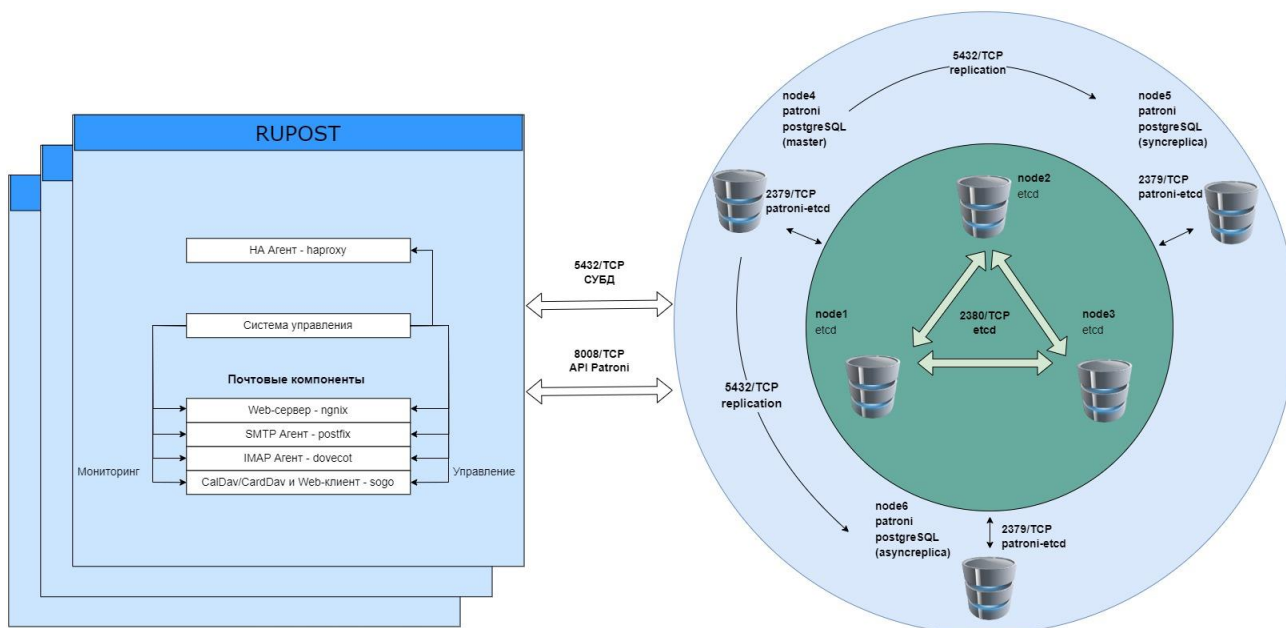 RUPOST
НА Агент - haproxy
Система управления
Почтовые компоненты
Web-сервер - ngnix
SMTP Агент - postfix
IMAP Агент - dovecot
CalDav/CardDav и Web-клиент - sogo
Мониторинг
Управление
5432/TCP
СУБД
8008/TCP
API Patroni
5432/TCP
replication
node4
patroni
postgreSQL
(master)
node5
patroni
postgreSQL
(syncreplica)
2379/TCP
patroni-etcd
node2
etcd
2379/TCP
patroni-etcd
node1
etcd
2380/TCP
etcd
node3
etcd
5432/TCP
replication
node6
patroni
postgreSQL
(asyncreplica)
2379/TCP
patroni-etcd